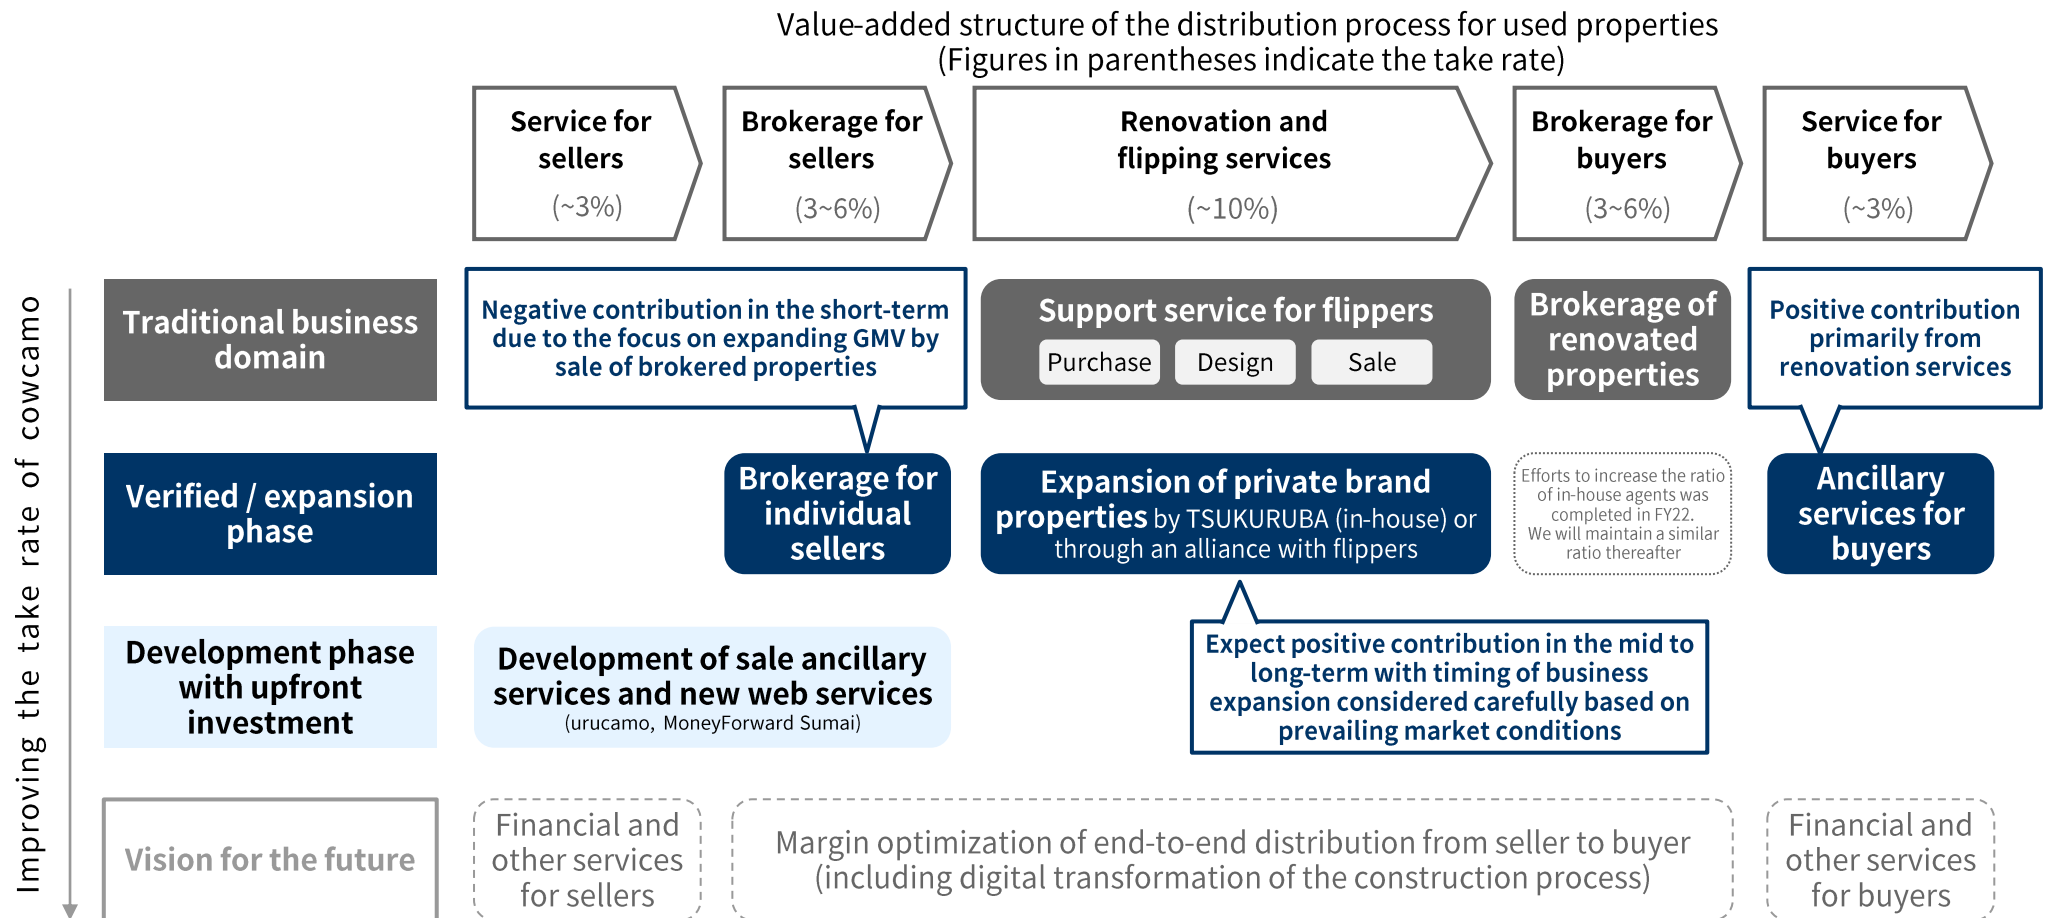 Value-added structure of the distribution process for used properties
(Figures in parentheses indicate the take rate)
Service for
sellers
(~3%)
Brokerage for
sellers
(3~6%)
Renovation and
flipping services
(~10%)
Brokerage for
buyers
(3~6%)
Service for
buyers
(~3%)
Improving the take rate of cowcamo
Traditional business
domain
Negative contribution in the short-term
due to the focus on expanding GMV by
sale of brokered properties
Support service for flippers
Purchase
Design
Sale
Brokerage of
renovated
properties
Positive contribution
primarily from
renovation services
Verified / expansion
phase
Brokerage for
individual
sellers
Expansion of private brand
properties by TSUKURUBA (in-house) or
through an alliance with flippers
Efforts to increase the ratio
of in-house agents was
completed in FY22.
We will maintain a similar
ratio thereafter
Ancillary
services for
buyers
Development phase
with upfront
investment
Development of sale ancillary
services and new web services
(urucamo, MoneyForward Sumai)
Expect positive contribution in the mid to
long-term with timing of business
expansion considered carefully based on
prevailing market conditions
Vision for the future
Financial and
other services
for sellers
Margin optimization of end-to-end distribution from seller to buyer
(including digital transformation of the construction process)
Financial and
other services
for buyers